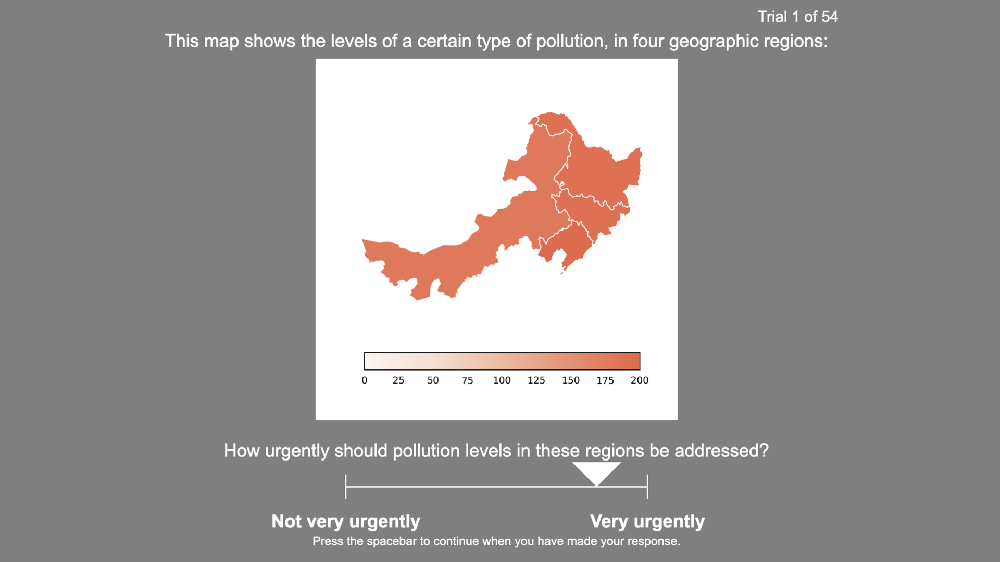 Trial 1 of 54
This map shows the levels of a certain type of pollution, in four geographic regions:
0 25 50 75 100 125 150 175 200
How urgently should pollution levels in these regions be addressed?
Not very urgently Very urgently
Press the spacebar to continue when you have made your response.